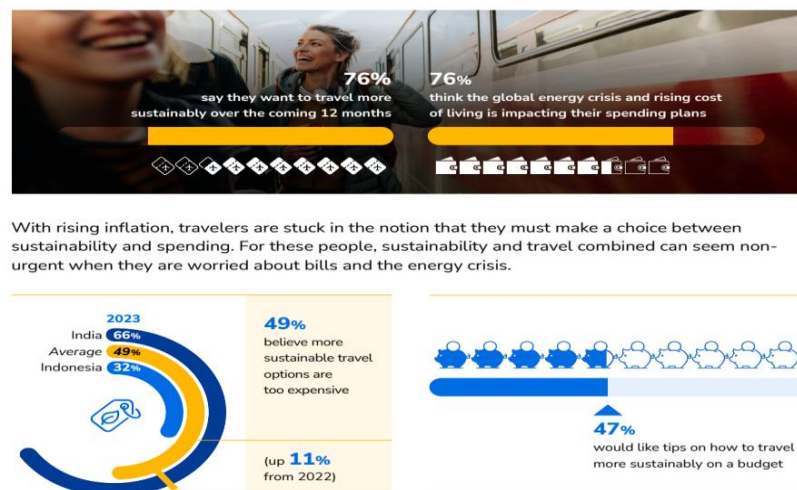 76%
say they want to travel more
sustainably over the coming 12 months
76%
think the global energy crisis and rising cost
of living is impacting their spending plans
With rising inflation, travelers are stuck in the notion that they must make a choice between
sustainability and spending. For these people, sustainability and travel combined can seem non-
urgent when they are worried about bills and the energy crisis.
2023
India 66%
Average 49%
Indonesia 32%
49%
believe more
sustainable travel
options are
too expensive
(up 11%
from 2022)
47%
would like tips on how to travel
more sustainably on a budget